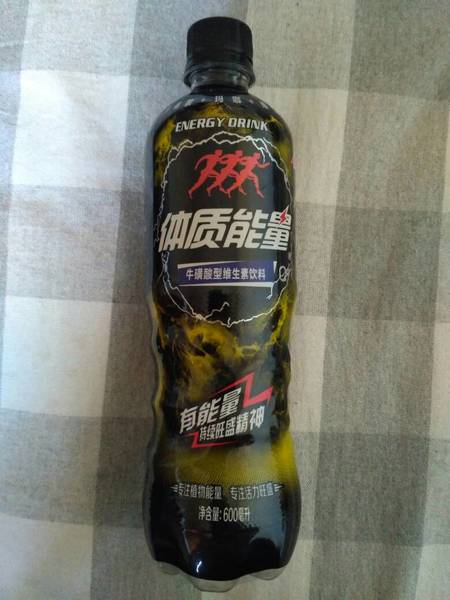 ENERGY DRINK
体质能量
牛磺酸型维生素饮料
有能量
持续旺盛精神
专注植物能量 专注活力旺盛
净含量:600毫升